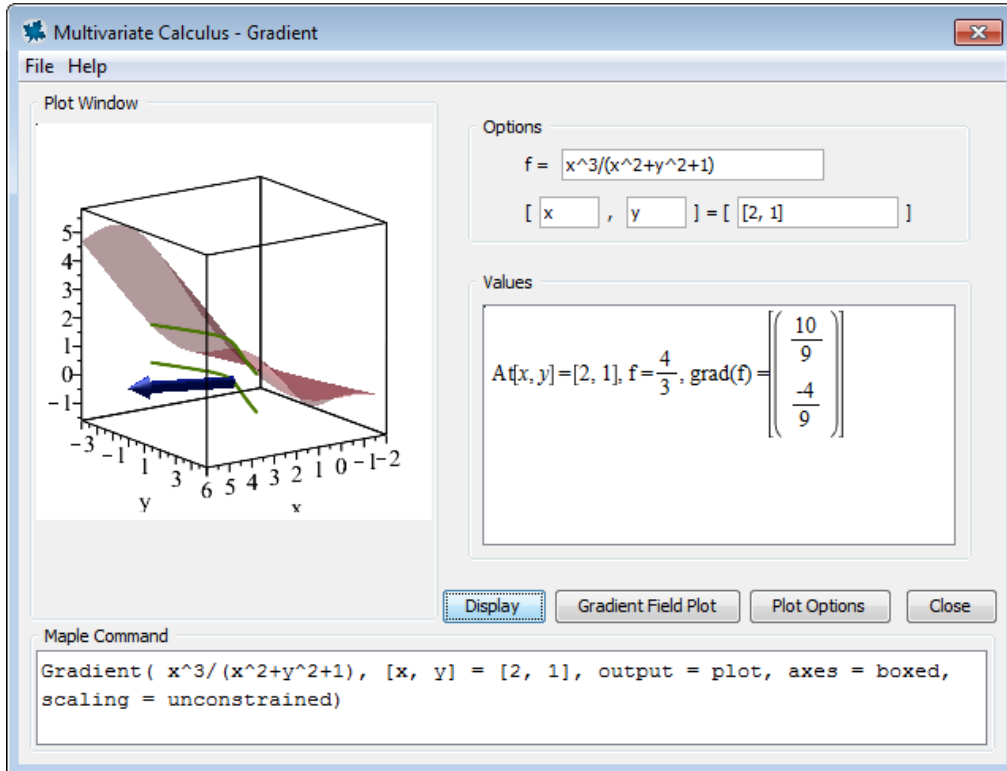 Multivariate Calculus - Gradient
File Help
Plot Window
5
4
3
2
1
0
-1
-3 -1 1 3 6 5 4 3 2 1 0 -1 -2
y x
Options
f = x^3/(x^2+y^2+1)
[ x , y ] = [ [2, 1] ]
Values
At[x, y]=[2, 1], f=4/3, grad(f)=[(10/9 -4/9)]
Display Gradient Field Plot Plot Options Close
Maple Command
Gradient( x^3/(x^2+y^2+1), [x, y] = [2, 1], output = plot, axes = boxed,
scaling = unconstrained)